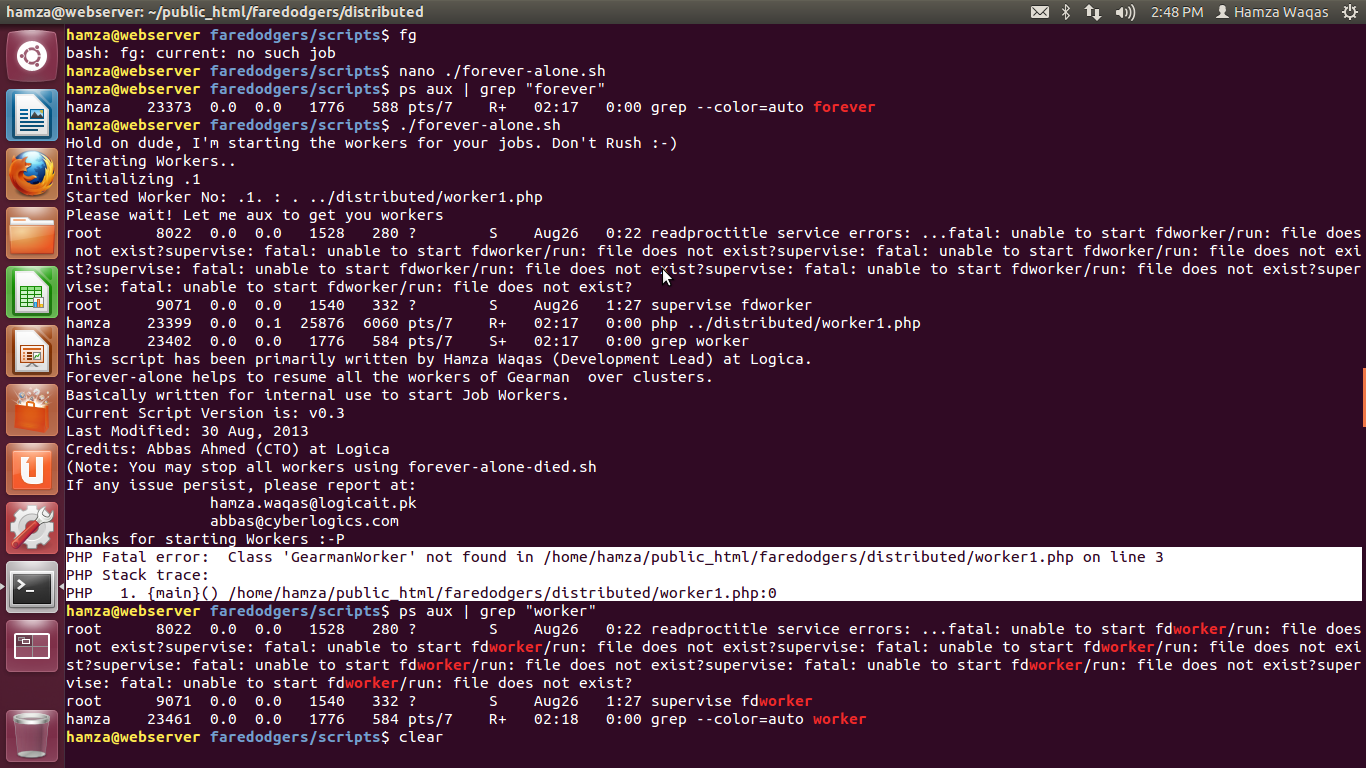 hamza@webserver: ~/public_html/faredodgers/distributed
2:48 PM
Hamza Waqas
hamza@webserver faredodgers/scripts$ fg
bash: fg: current: no such job
hamza@webserver faredodgers/scripts$ nano ./forever-alone.sh
hamza@webserver faredodgers/scripts$ ps aux | grep "forever"
hamza    23373  0.0  0.0   1776   588 pts/7    R+   02:17   0:00 grep --color=auto forever
hamza@webserver faredodgers/scripts$ ./forever-alone.sh
Hold on dude, I'm starting the workers for your jobs. Don't Rush :-)
Iterating Workers..
Initializing .1
Started Worker No: .1. : . ../distributed/worker1.php
Please wait! Let me aux to get you workers
root      8022  0.0  0.0   1528   280 ?        S    Aug26   0:22 readproctitle service errors: ...fatal: unable to start fdworker/run: file does
 not exist?supervise: fatal: unable to start fdworker/run: file does not exist?supervise: fatal: unable to start fdworker/run: file does not exi
st?supervise: fatal: unable to start fdworker/run: file does not exist?supervise: fatal: unable to start fdworker/run: file does not exist?super
vise: fatal: unable to start fdworker/run: file does not exist?
root      9071  0.0  0.0   1540   332 ?        S    Aug26   1:27 supervise fdworker
hamza    23399  0.0  0.1  25876  6060 pts/7    R+   02:17   0:00 php ../distributed/worker1.php
hamza    23402  0.0  0.0   1776   584 pts/7    S+   02:17   0:00 grep worker
This script has been primarily written by Hamza Waqas (Development Lead) at Logica.
Forever-alone helps to resume all the workers of Gearman  over clusters.
Basically written for internal use to start Job Workers.
Current Script Version is: v0.3
Last Modified: 30 Aug, 2013
Credits: Abbas Ahmed (CTO) at Logica
(Note: You may stop all workers using forever-alone-died.sh
If any issue persist, please report at:
                hamza.waqas@logicait.pk
                abbas@cyberlogics.com
Thanks for starting Workers :-P
PHP Fatal error:  Class 'GearmanWorker' not found in /home/hamza/public_html/faredodgers/distributed/worker1.php on line 3
PHP Stack trace:
PHP   1. {main}() /home/hamza/public_html/faredodgers/distributed/worker1.php:0
hamza@webserver faredodgers/scripts$ ps aux | grep "worker"
root      8022  0.0  0.0   1528   280 ?        S    Aug26   0:22 readproctitle service errors: ...fatal: unable to start fdworker/run: file does
 not exist?supervise: fatal: unable to start fdworker/run: file does not exist?supervise: fatal: unable to start fdworker/run: file does not exi
st?supervise: fatal: unable to start fdworker/run: file does not exist?supervise: fatal: unable to start fdworker/run: file does not exist?super
vise: fatal: unable to start fdworker/run: file does not exist?
root      9071  0.0  0.0   1540   332 ?        S    Aug26   1:27 supervise fdworker
hamza    23461  0.0  0.0   1776   584 pts/7    R+   02:18   0:00 grep --color=auto worker
hamza@webserver faredodgers/scripts$ clear